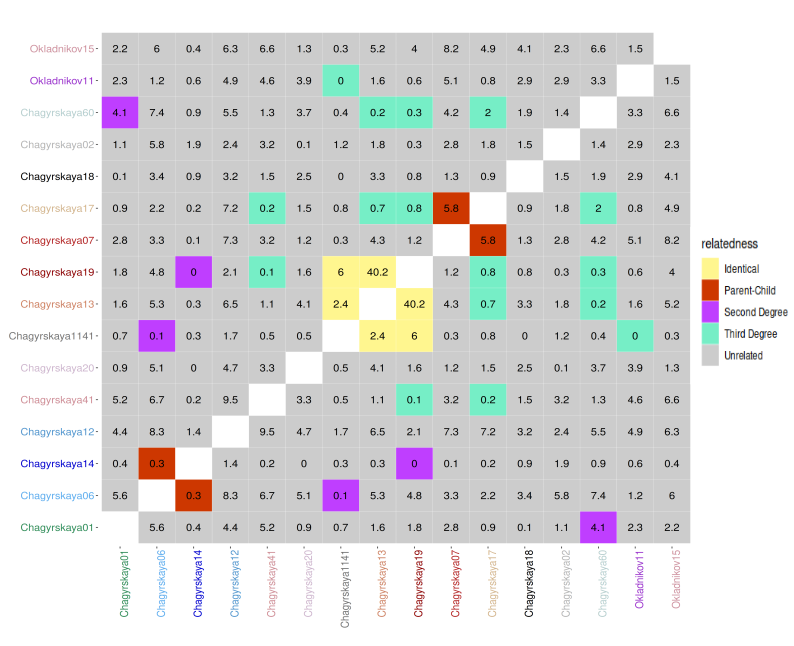 Okladnikov15 2.2 6 0.4 6.3 6.6 1.3 0.3 5.2 4 8.2 4.9 4.1 2.3 6.6 1.5
Okladnikov11 2.3 1.2 0.6 4.9 4.6 3.9 0 1.6 0.6 5.1 0.8 2.9 2.9 3.3 1.5
Chagyrskaya60 4.1 7.4 0.9 5.5 1.3 3.7 0.4 0.2 0.3 4.2 2 1.9 1.4 3.3 6.6
Chagyrskaya02 1.1 5.8 1.9 2.4 3.2 0.1 1.2 1.8 0.3 2.8 1.8 1.5 1.4 2.9 2.3
Chagyrskaya18 0.1 3.4 0.9 3.2 1.5 2.5 0 3.3 0.8 1.3 0.9 1.5 1.9 2.9 4.1
Chagyrskaya17 0.9 2.2 0.2 7.2 0.2 1.5 0.8 0.7 0.8 5.8 0.9 1.8 2 0.8 4.9
Chagyrskaya07 2.8 3.3 0.1 7.3 3.2 1.2 0.3 4.3 1.2 5.8 1.3 2.8 4.2 5.1 8.2
Chagyrskaya19 1.8 4.8 0 2.1 0.1 1.6 6 40.2 1.2 0.8 0.8 0.3 0.3 0.6 4
Chagyrskaya13 1.6 5.3 0.3 6.5 1.1 4.1 2.4 40.2 4.3 0.7 3.3 1.8 0.2 1.6 5.2
Chagyrskaya1141 0.7 0.1 0.3 1.7 0.5 0.5 2.4 6 0.3 0.8 0 1.2 0.4 0 0.3
Chagyrskaya20 0.9 5.1 0 4.7 3.3 0.5 4.1 1.6 1.2 1.5 2.5 0.1 3.7 3.9 1.3
Chagyrskaya41 5.2 6.7 0.2 9.5 3.3 0.5 1.1 0.1 3.2 0.2 1.5 3.2 1.3 4.6 6.6
Chagyrskaya12 4.4 8.3 1.4 9.5 4.7 1.7 6.5 2.1 7.3 7.2 3.2 2.4 5.5 4.9 6.3
Chagyrskaya14 0.4 0.3 1.4 0.2 0 0.3 0.3 0 0.1 0.2 0.9 1.9 0.9 0.6 0.4
Chagyrskaya06 5.6 0.3 8.3 6.7 5.1 0.1 5.3 4.8 3.3 2.2 3.4 5.8 7.4 1.2 6
Chagyrskaya01 5.6 0.4 4.4 5.2 0.9 0.7 1.6 1.8 2.8 0.9 0.1 1.1 4.1 2.3 2.2
Chagyrskaya01
Chagyrskaya06
Chagyrskaya14
Chagyrskaya12
Chagyrskaya41
Chagyrskaya20
Chagyrskaya1141
Chagyrskaya13
Chagyrskaya19
Chagyrskaya07
Chagyrskaya17
Chagyrskaya18
Chagyrskaya02
Chagyrskaya60
Okladnikov11
Okladnikov15
relatedness
Identical
Parent-Child
Second Degree
Third Degree
Unrelated